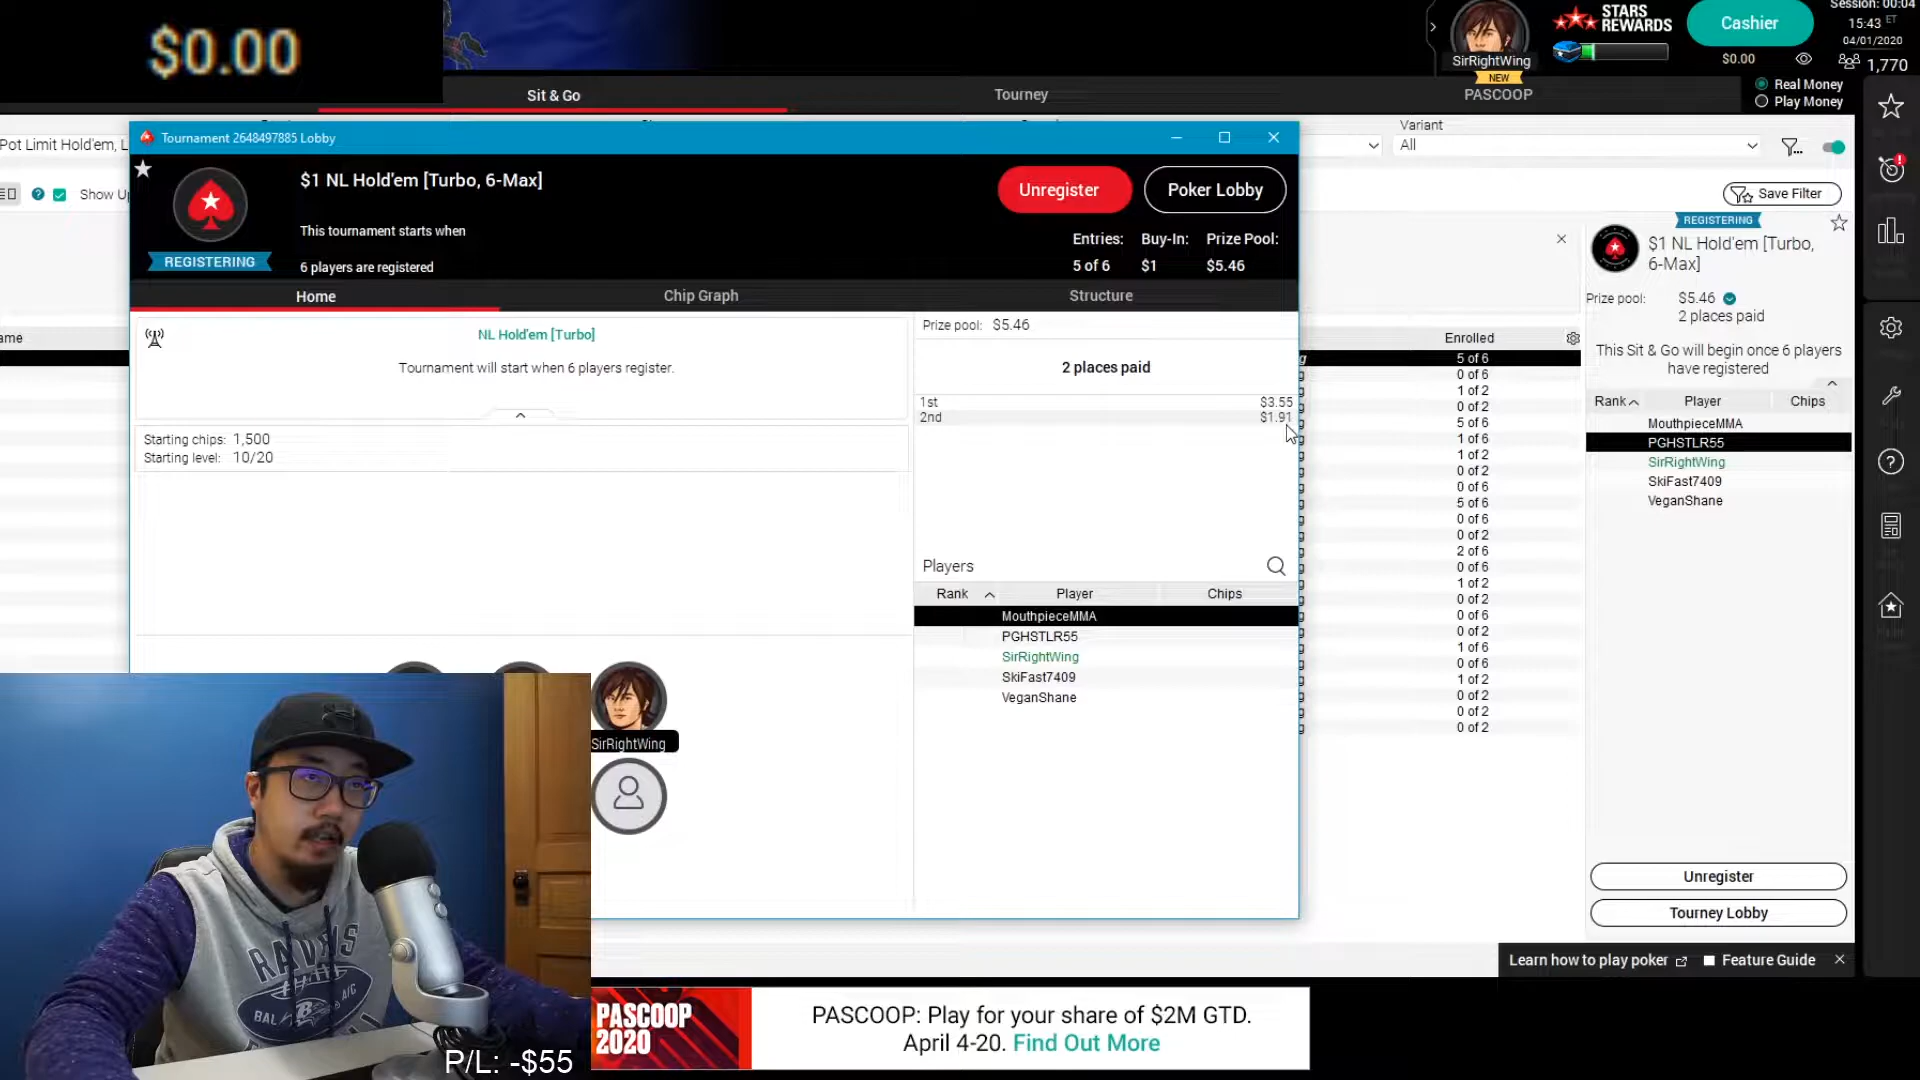 $0.00
SirRightWing
NEW
STARS
REWARDS
Cashier
$0.00
Session: 00:04
15:43 ET
04/01/2020
1,770
Sit & Go
Tourney
PASCOOP
Real Money
Play Money
Pot Limit Hold'em, L
Variant
All
Show Up
Save Filter
Tournament 2648497885 Lobby
$1 NL Hold'em [Turbo, 6-Max]
Unregister
Poker Lobby
This tournament starts when
6 players are registered
REGISTERING
Entries: Buy-In: Prize Pool:
5 of 6 $1 $5.46
Home
Chip Graph
Structure
NL Hold'em [Turbo]
Tournament will start when 6 players register.
Starting chips: 1,500
Starting level: 10/20
Prize pool: $5.46
2 places paid
1st $3.55
2nd $1.91
Players
Rank Player Chips
MouthpieceMMA
PGHSTLR55
SirRightWing
SkiFast7409
VeganShane
SirRightWing
ame
Enrolled
5 of 6
0 of 6
1 of 2
0 of 2
5 of 6
1 of 6
1 of 2
0 of 2
0 of 6
5 of 6
0 of 6
0 of 2
2 of 6
0 of 6
1 of 2
0 of 2
0 of 6
0 of 2
1 of 6
0 of 6
1 of 2
0 of 2
0 of 2
0 of 2
REGISTERING
$1 NL Hold'em [Turbo,
6-Max]
Prize pool: $5.46
2 places paid
This Sit & Go will begin once 6 players
have registered
Rank Player Chips
MouthpieceMMA
PGHSTLR55
SirRightWing
SkiFast7409
VeganShane
Unregister
Tourney Lobby
Learn how to play poker
Feature Guide
RAVENS
BAL
P/L: -$55
PASCOOP
2020
PASCOOP: Play for your share of $2M GTD.
April 4-20. Find Out More